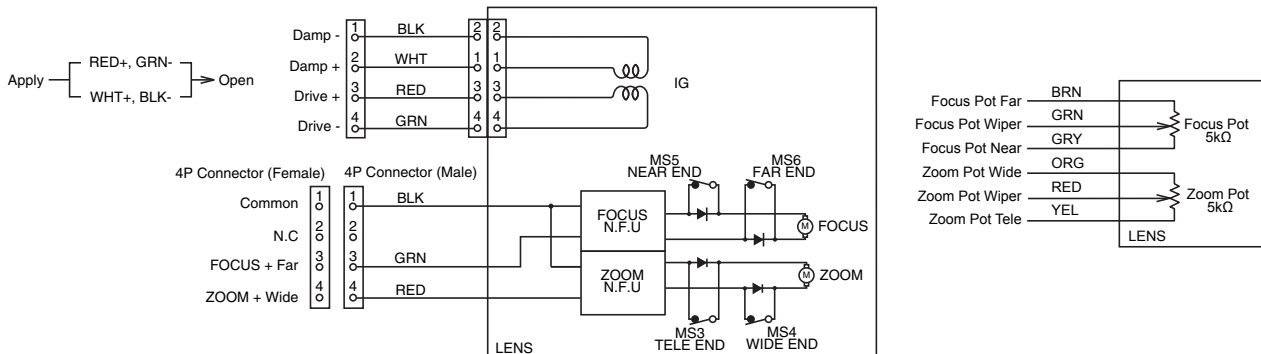 Apply
RED+, GRN-
WHT+, BLK-
Open
Damp -
1
BLK
2
2
Damp +
2
WHT
1
1
Drive +
3
RED
3
3
Drive -
4
GRN
4
4
IG
4P Connector (Female)
4P Connector (Male)
Common
1
1
BLK
N.C
2
2
FOCUS + Far
3
3
GRN
ZOOM + Wide
4
4
RED
FOCUS
N.F.U
ZOOM
N.F.U
MS5
NEAR END
MS6
FAR END
M
FOCUS
M
ZOOM
MS3
TELE END
MS4
WIDE END
LENS
Focus Pot Far
BRN
Focus Pot Wiper
GRN
Focus Pot Near
GRY
Zoom Pot Wide
ORG
Zoom Pot Wiper
RED
Zoom Pot Tele
YEL
Focus Pot
5kΩ
Zoom Pot
5kΩ
LENS